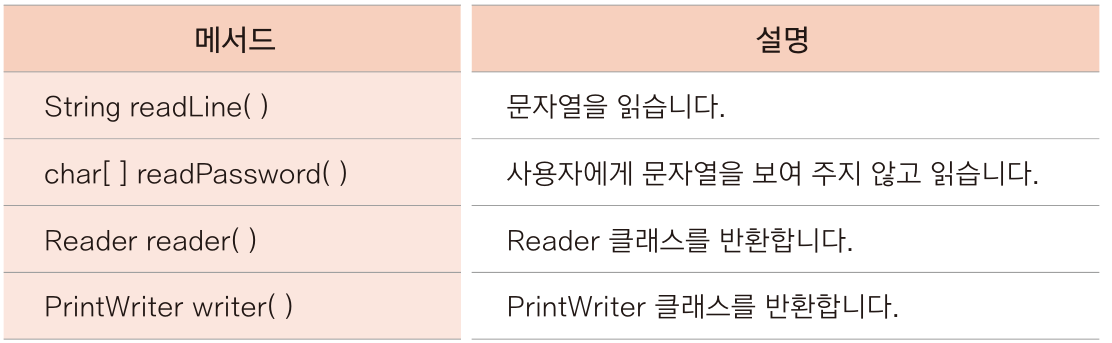 메서드 설명
String readLine( ) 문자열을 읽습니다.
char[ ] readPassword( ) 사용자에게 문자열을 보여 주지 않고 읽습니다.
Reader reader( ) Reader 클래스를 반환합니다.
PrintWriter writer( ) PrintWriter 클래스를 반환합니다.